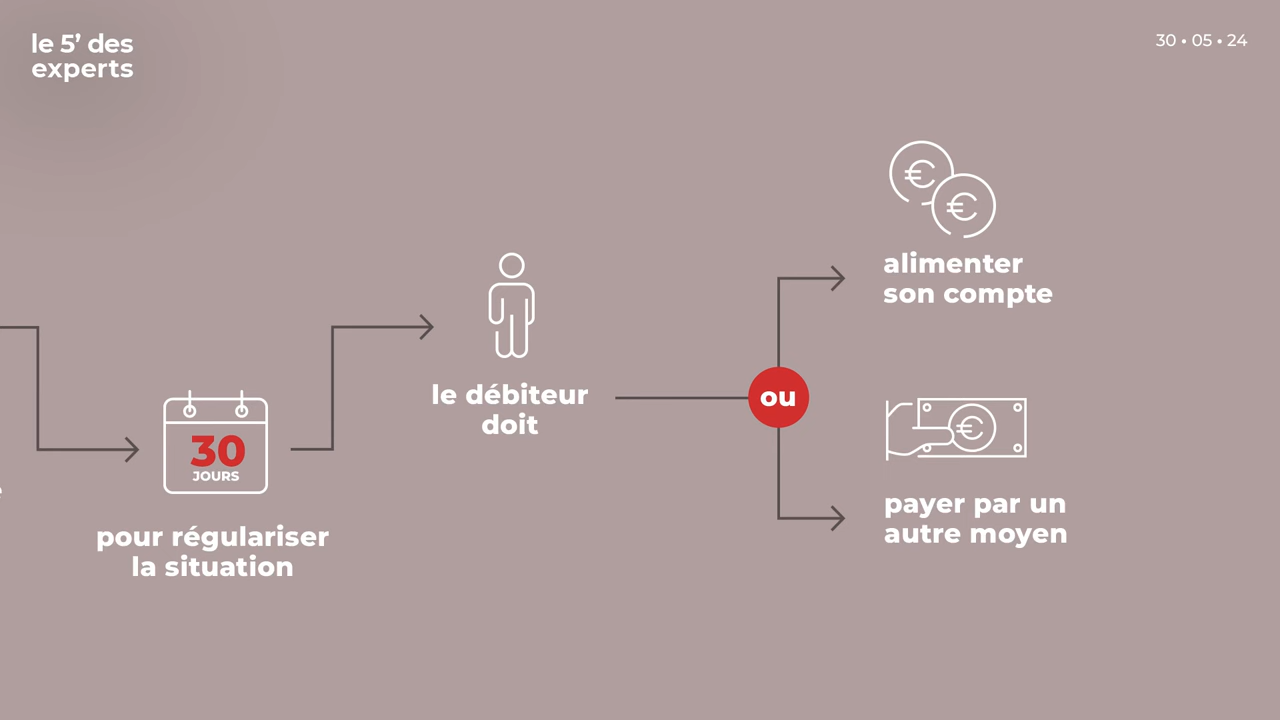 le 5’ des
experts
30 • 05 • 24
30
JOURS
pour régulariser
la situation
le débiteur
doit
ou
€
€
alimenter
son compte
€
payer par un
autre moyen